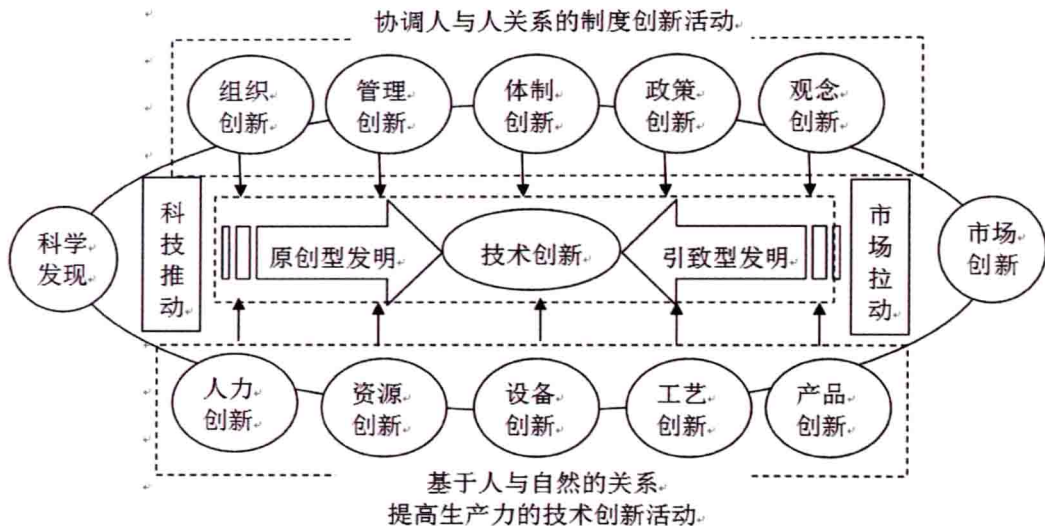 协调人与人关系的制度创新活动
组织
创新
管理
创新
体制
创新
政策
创新
观念
创新
科学
发现
科
技
推
动
原创型发明
技术创新
引致型发明
市
场
拉
动
市场
创新
人力
创新
资源
创新
设备
创新
工艺
创新
产品
创新
基于人与自然的关系
提高生产力的技术创新活动